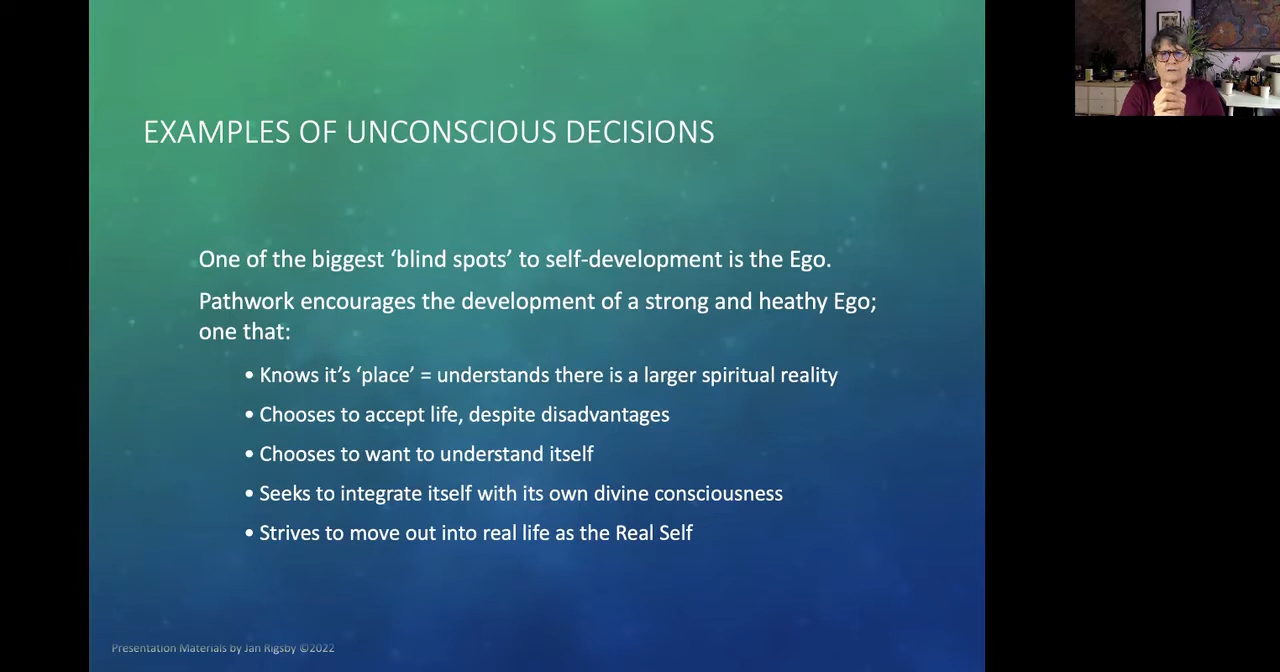 EXAMPLES OF UNCONSCIOUS DECISIONS
One of the biggest ‘blind spots’ to self-development is the Ego.
Pathwork encourages the development of a strong and heathy Ego;
one that:
• Knows it’s ‘place’ = understands there is a larger spiritual reality
• Chooses to accept life, despite disadvantages
• Chooses to want to understand itself
• Seeks to integrate itself with its own divine consciousness
• Strives to move out into real life as the Real Self
Presentation Materials by Jan Rigsby ©2022